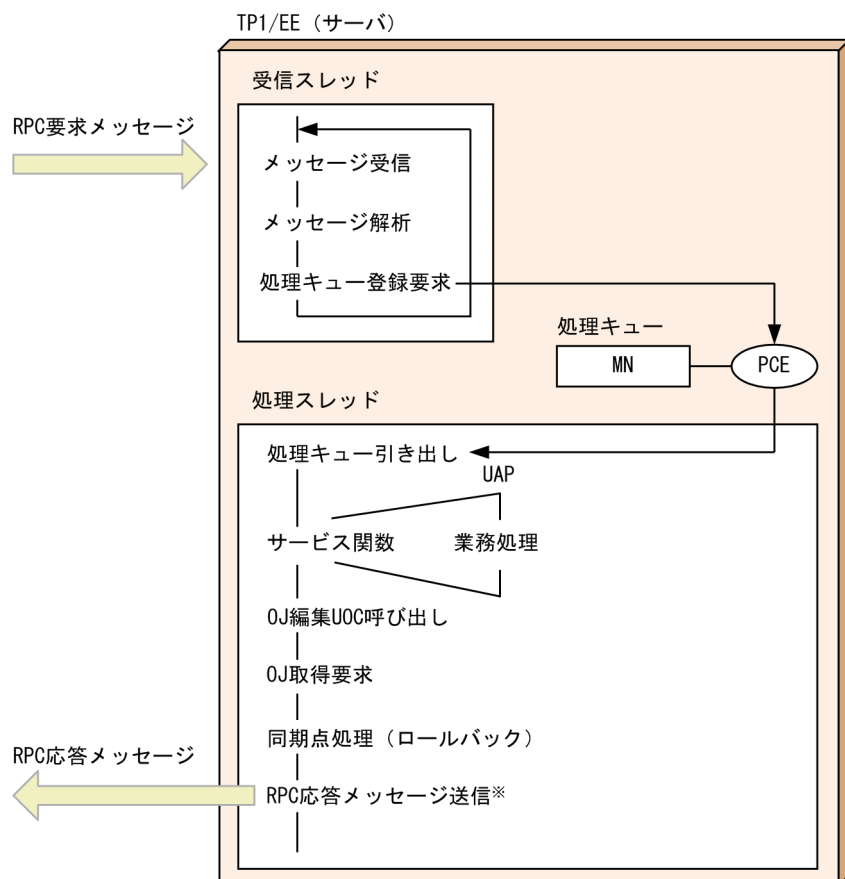 TP1/EE（サーバ）
受信スレッド
RPC要求メッセージ
メッセージ受信
メッセージ解析
処理キュー登録要求
処理キュー
MN
PCE
処理スレッド
処理キュー引き出し
UAP
サービス関数
業務処理
OJ編集UOC呼び出し
OJ取得要求
同期点処理（ロールバック）
RPC応答メッセージ
RPC応答メッセージ送信※